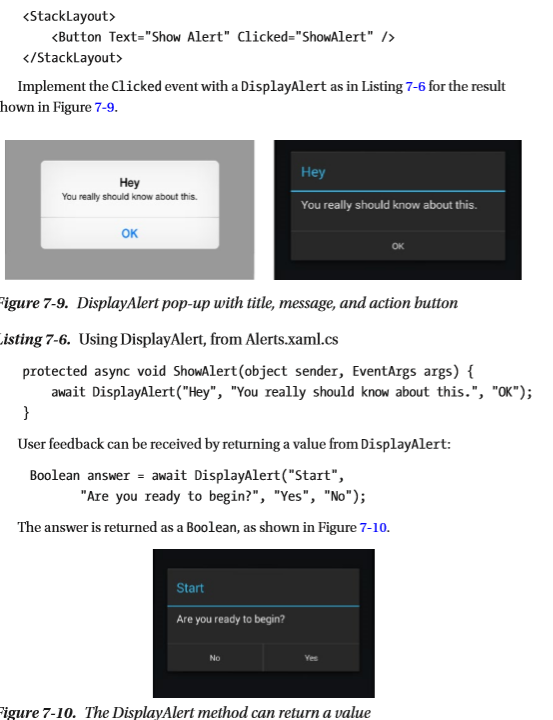 <StackLayout>
<Button Text="Show Alert" Clicked="ShowAlert" />
</StackLayout>
Implement the Clicked event with a DisplayAlert as in Listing 7-6 for the result
hown in Figure 7-9.
Hey
You really should know about this.
OK
Hey
You really should know about this.
OK
Figure 7-9. DisplayAlert pop-up with title, message, and action button
Listing 7-6. Using DisplayAlert, from Alerts.xaml.cs
protected async void ShowAlert(object sender, EventArgs args) {
await DisplayAlert("Hey", "You really should know about this.", "OK");
}
User feedback can be received by returning a value from DisplayAlert:
Boolean answer = await DisplayAlert("Start",
"Are you ready to begin?", "Yes", "No");
The answer is returned as a Boolean, as shown in Figure 7-10.
Start
Are you ready to begin?
No Yes
Figure 7-10. The DisplayAlert method can return a value